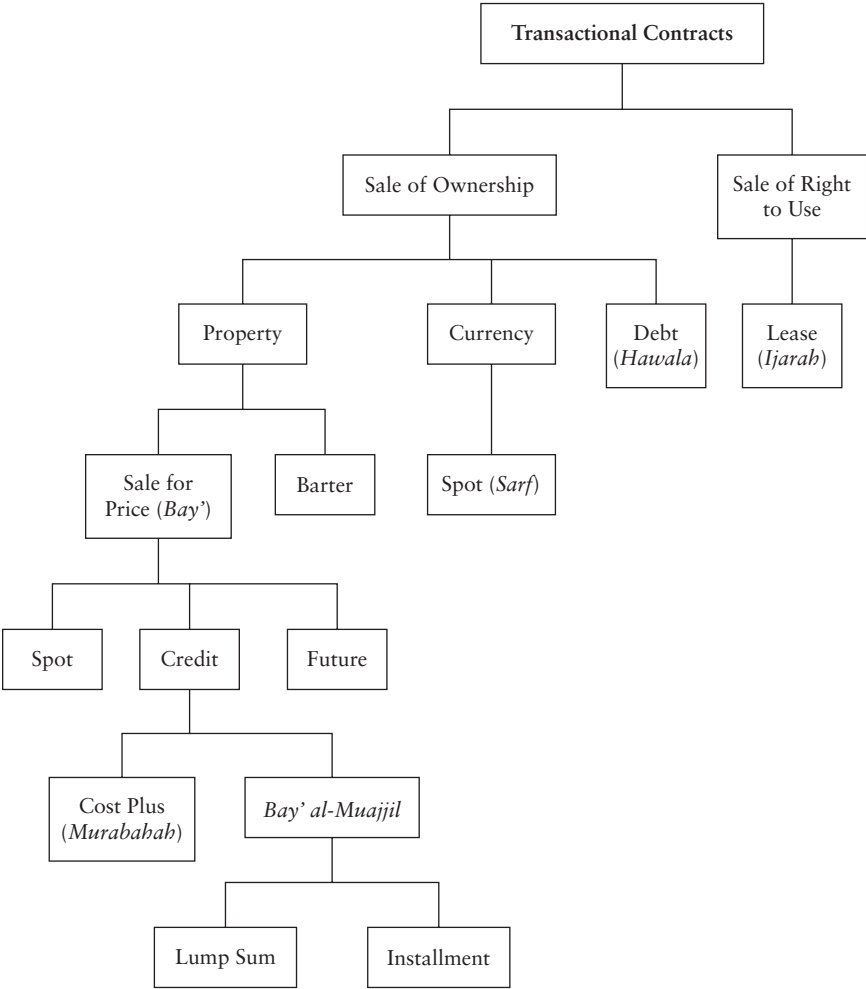 Transactional Contracts
Sale of Ownership
Sale of Right
to Use
Property
Currency
Debt
(Hawala)
Lease
(Ijarah)
Sale for
Price (Bay’)
Barter
Spot (Sarf)
Spot
Credit
Future
Cost Plus
(Murabahah)
Bay’ al-Muajjil
Lump Sum
Installment